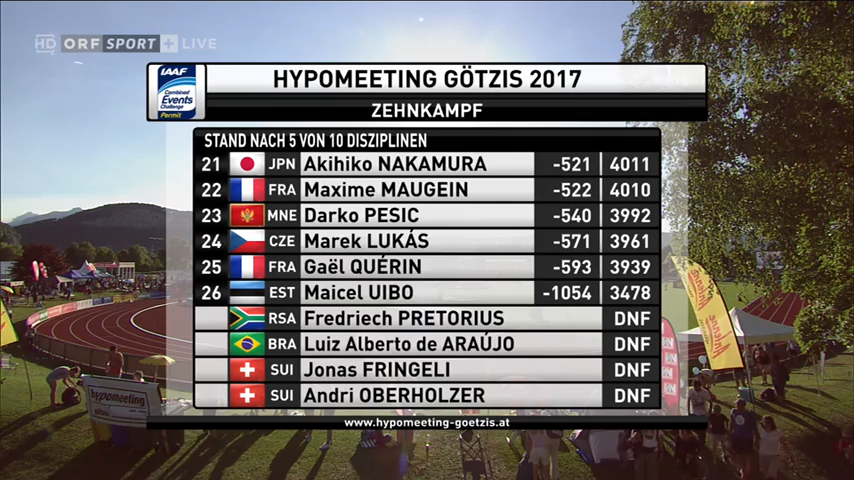 HD ORF SPORT + LIVE
IAAF
Combined
Events
Challenge
Permit
HYPOMEETING GÖTZIS 2017
ZEHNKAMPF
STAND NACH 5 VON 10 DISZIPLINEN
21 JPN Akihiko NAKAMURA -521 4011
22 FRA Maxime MAUGEIN -522 4010
23 MNE Darko PESIC -540 3992
24 CZE Marek LUKÁS -571 3961
25 FRA Gaël QUÉRIN -593 3939
26 EST Maicel UIBO -1054 3478
RSA Fredriech PRETORIUS DNF
BRA Luiz Alberto de ARAÚJO DNF
SUI Jonas FRINGELI DNF
SUI Andri OBERHOLZER DNF
www.hypomeeting-goetzis.at
hypomeeting
Antenne